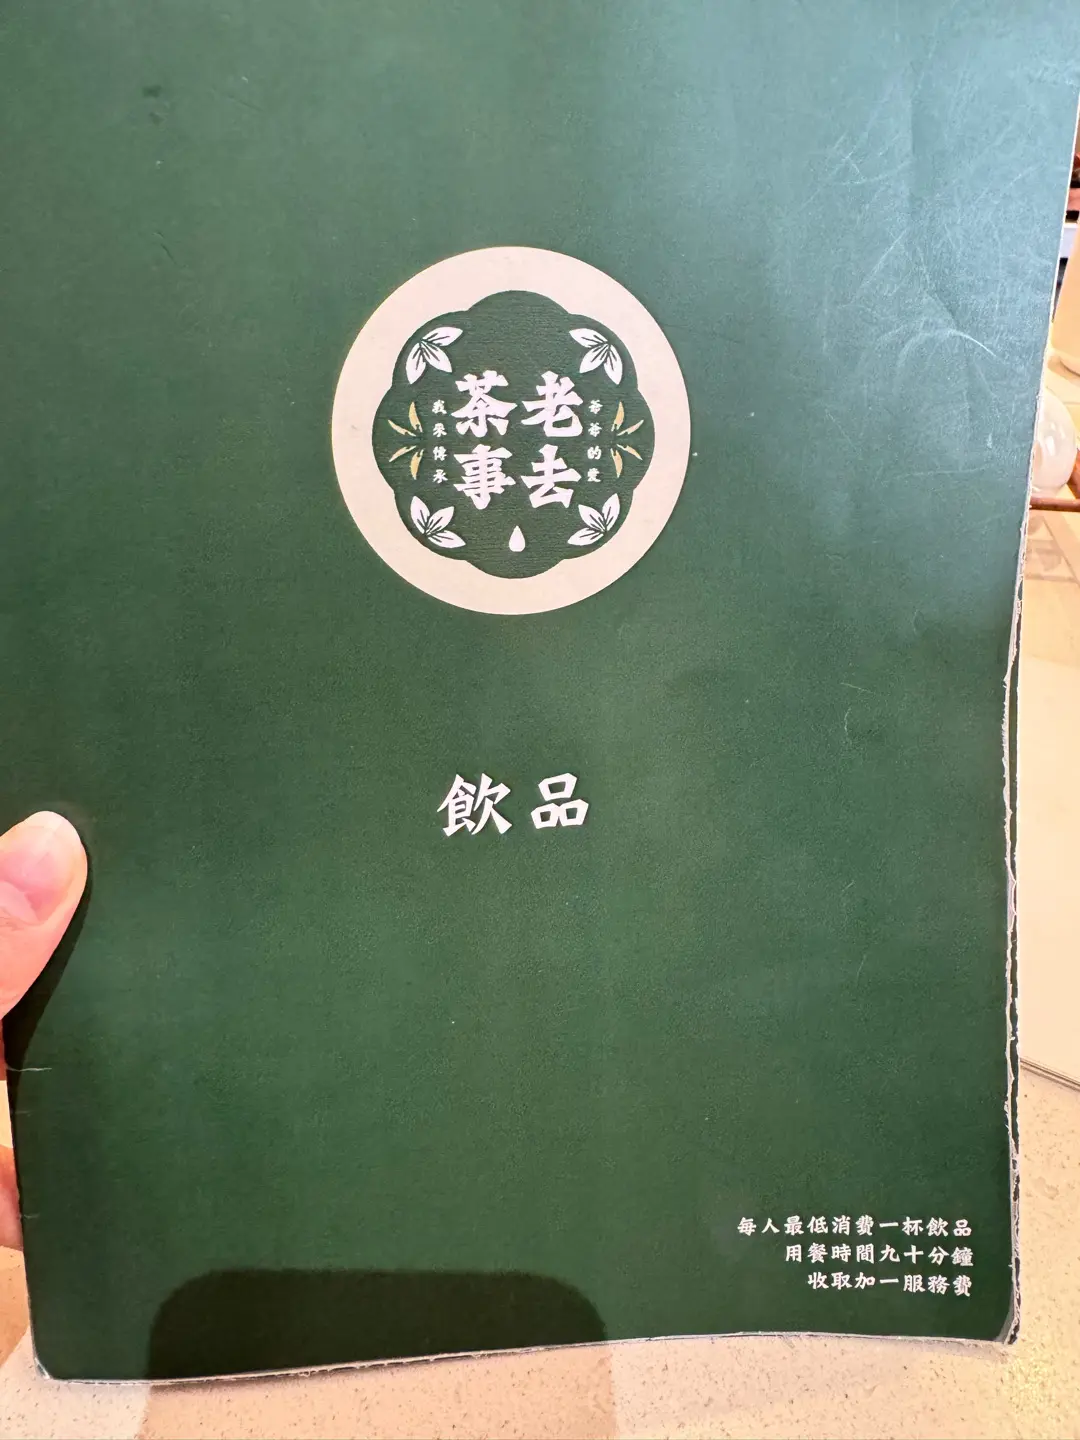 爺爺的愛
老去
茶事
我來傳承
飲品
每人最低消費一杯飲品
用餐時間九十分鐘
收取加一服務費